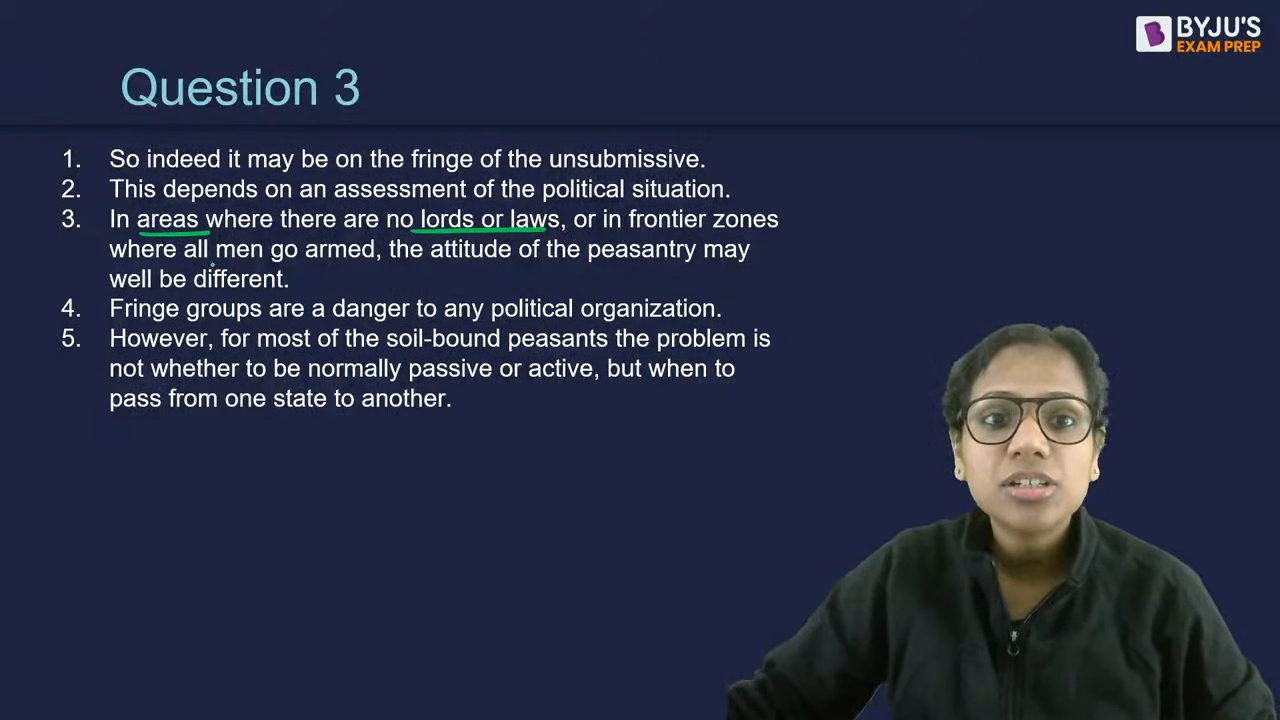 BYJU'S
EXAM PREP
Question 3
1. So indeed it may be on the fringe of the unsubmissive.
2. This depends on an assessment of the political situation.
3. In areas where there are no lords or laws, or in frontier zones
where all men go armed, the attitude of the peasantry may
well be different.
4. Fringe groups are a danger to any political organization.
5. However, for most of the soil-bound peasants the problem is
not whether to be normally passive or active, but when to
pass from one state to another.